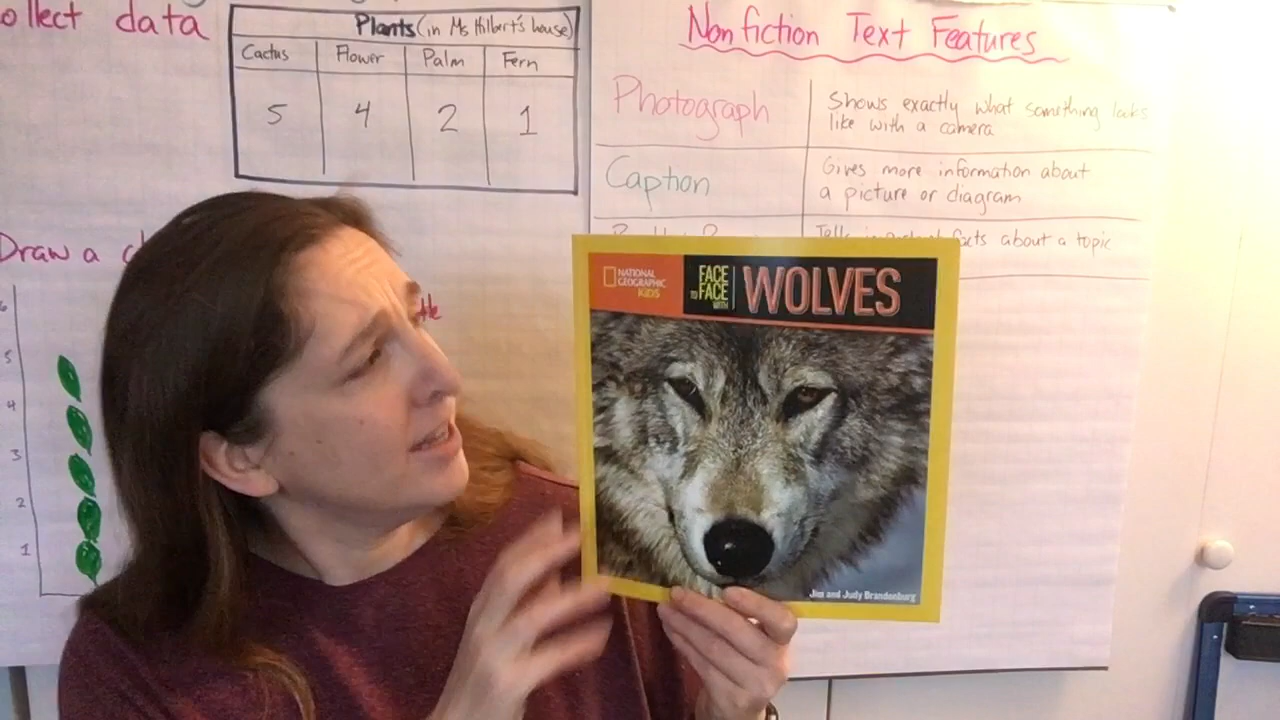 ollect data
Plants (in Ms Hilbert's house)
Cactus Flower Palm Fern
5 4 2 1
Draw a
5
4
3
2
1
Nonfiction Text Features
Photograph
Shows exactly what something looks
like with a camera
Caption
Gives more information about
a picture or diagram
Tells important facts about a topic
NATIONAL
GEOGRAPHIC
KiDS
FACE
TO FACE
WITH
WOLVES
Jim and Judy Brandenburg